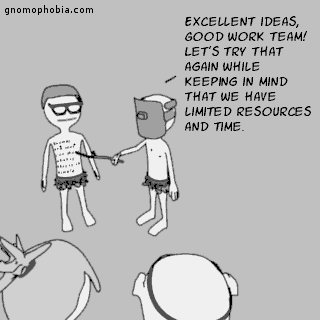 gnomophobia.com
EXCELLENT IDEAS,
GOOD WORK TEAM!
LET'S TRY THAT
AGAIN WHILE
KEEPING IN MIND
THAT WE HAVE
LIMITED RESOURCES
AND TIME.